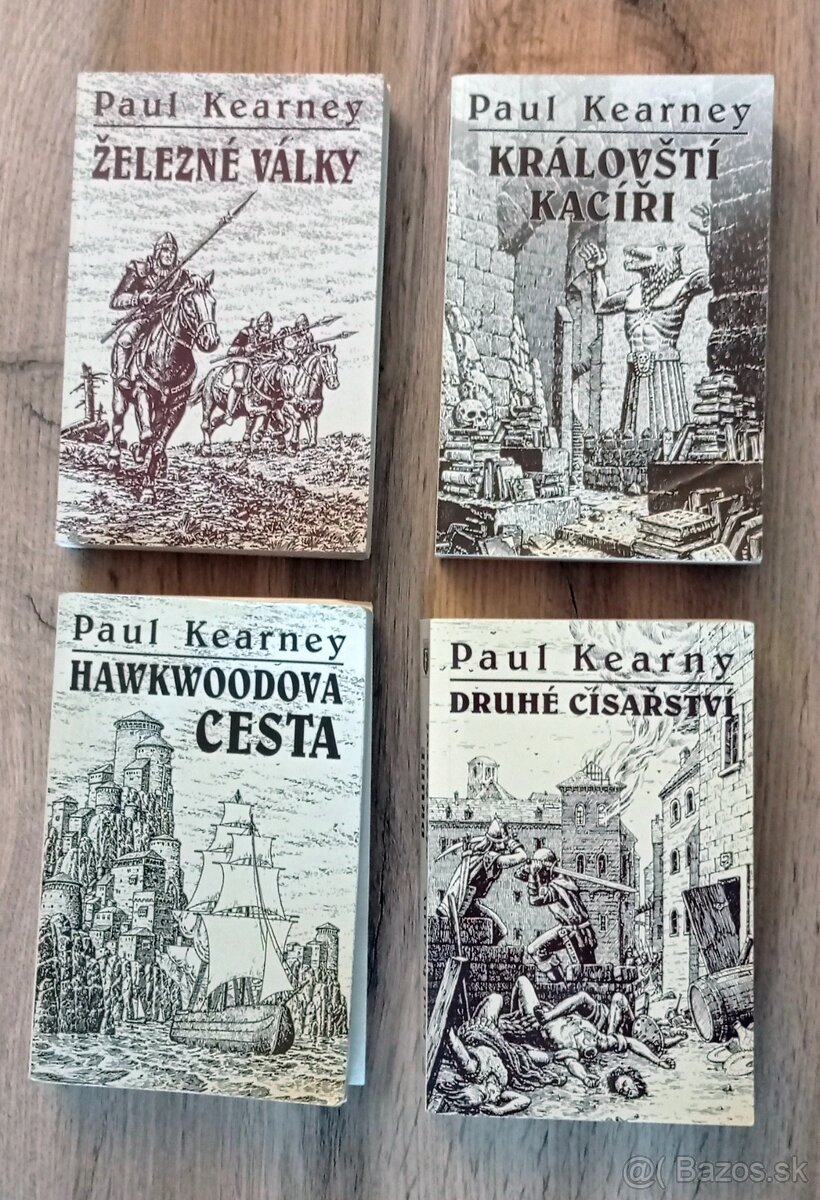 Paul Kearney
ŽELEZNÉ VÁLKY
Paul Kearney
KRÁLOVŠTÍ
KACÍŘI
Paul Kearney
HAWKWOODOVA
CESTA
Paul Kearny
DRUHÉ CÍSAŘSTVÍ
@( Bazos.sk